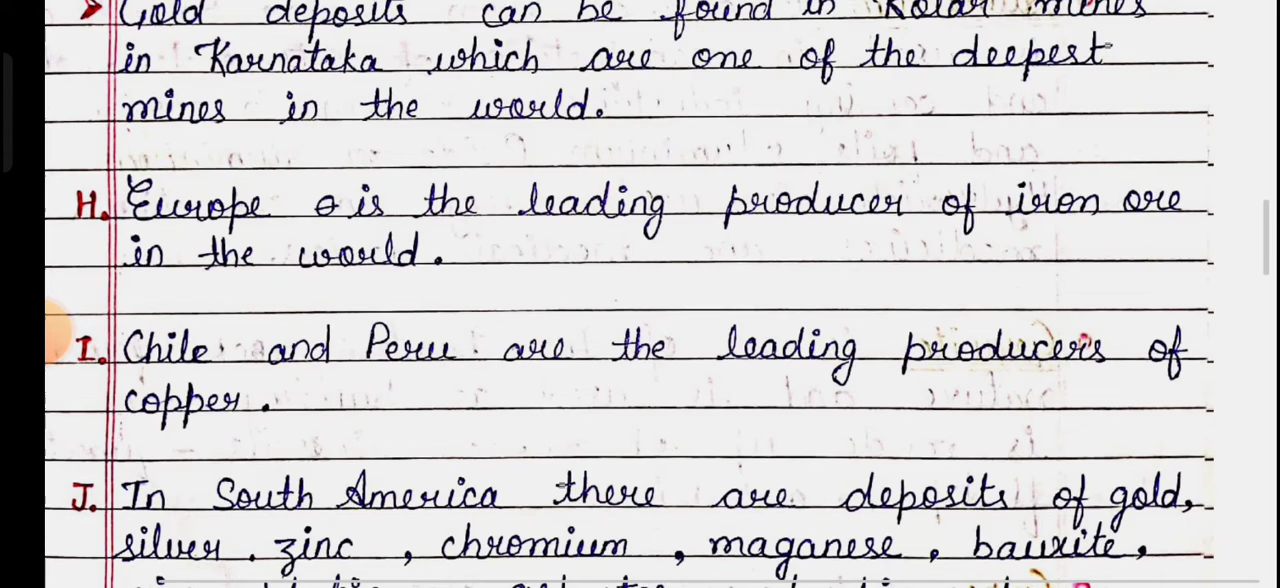 Gold deposits can be found in Kolar mines
in Karnataka which are one of the deepest
mines in the world.
H. Europe is the leading producer of iron ore
in the world.
I. Chile and Peru are the leading producers of
copper.
J. In South America there are deposits of gold,
silver, zinc, chromium, maganese, bauxite,